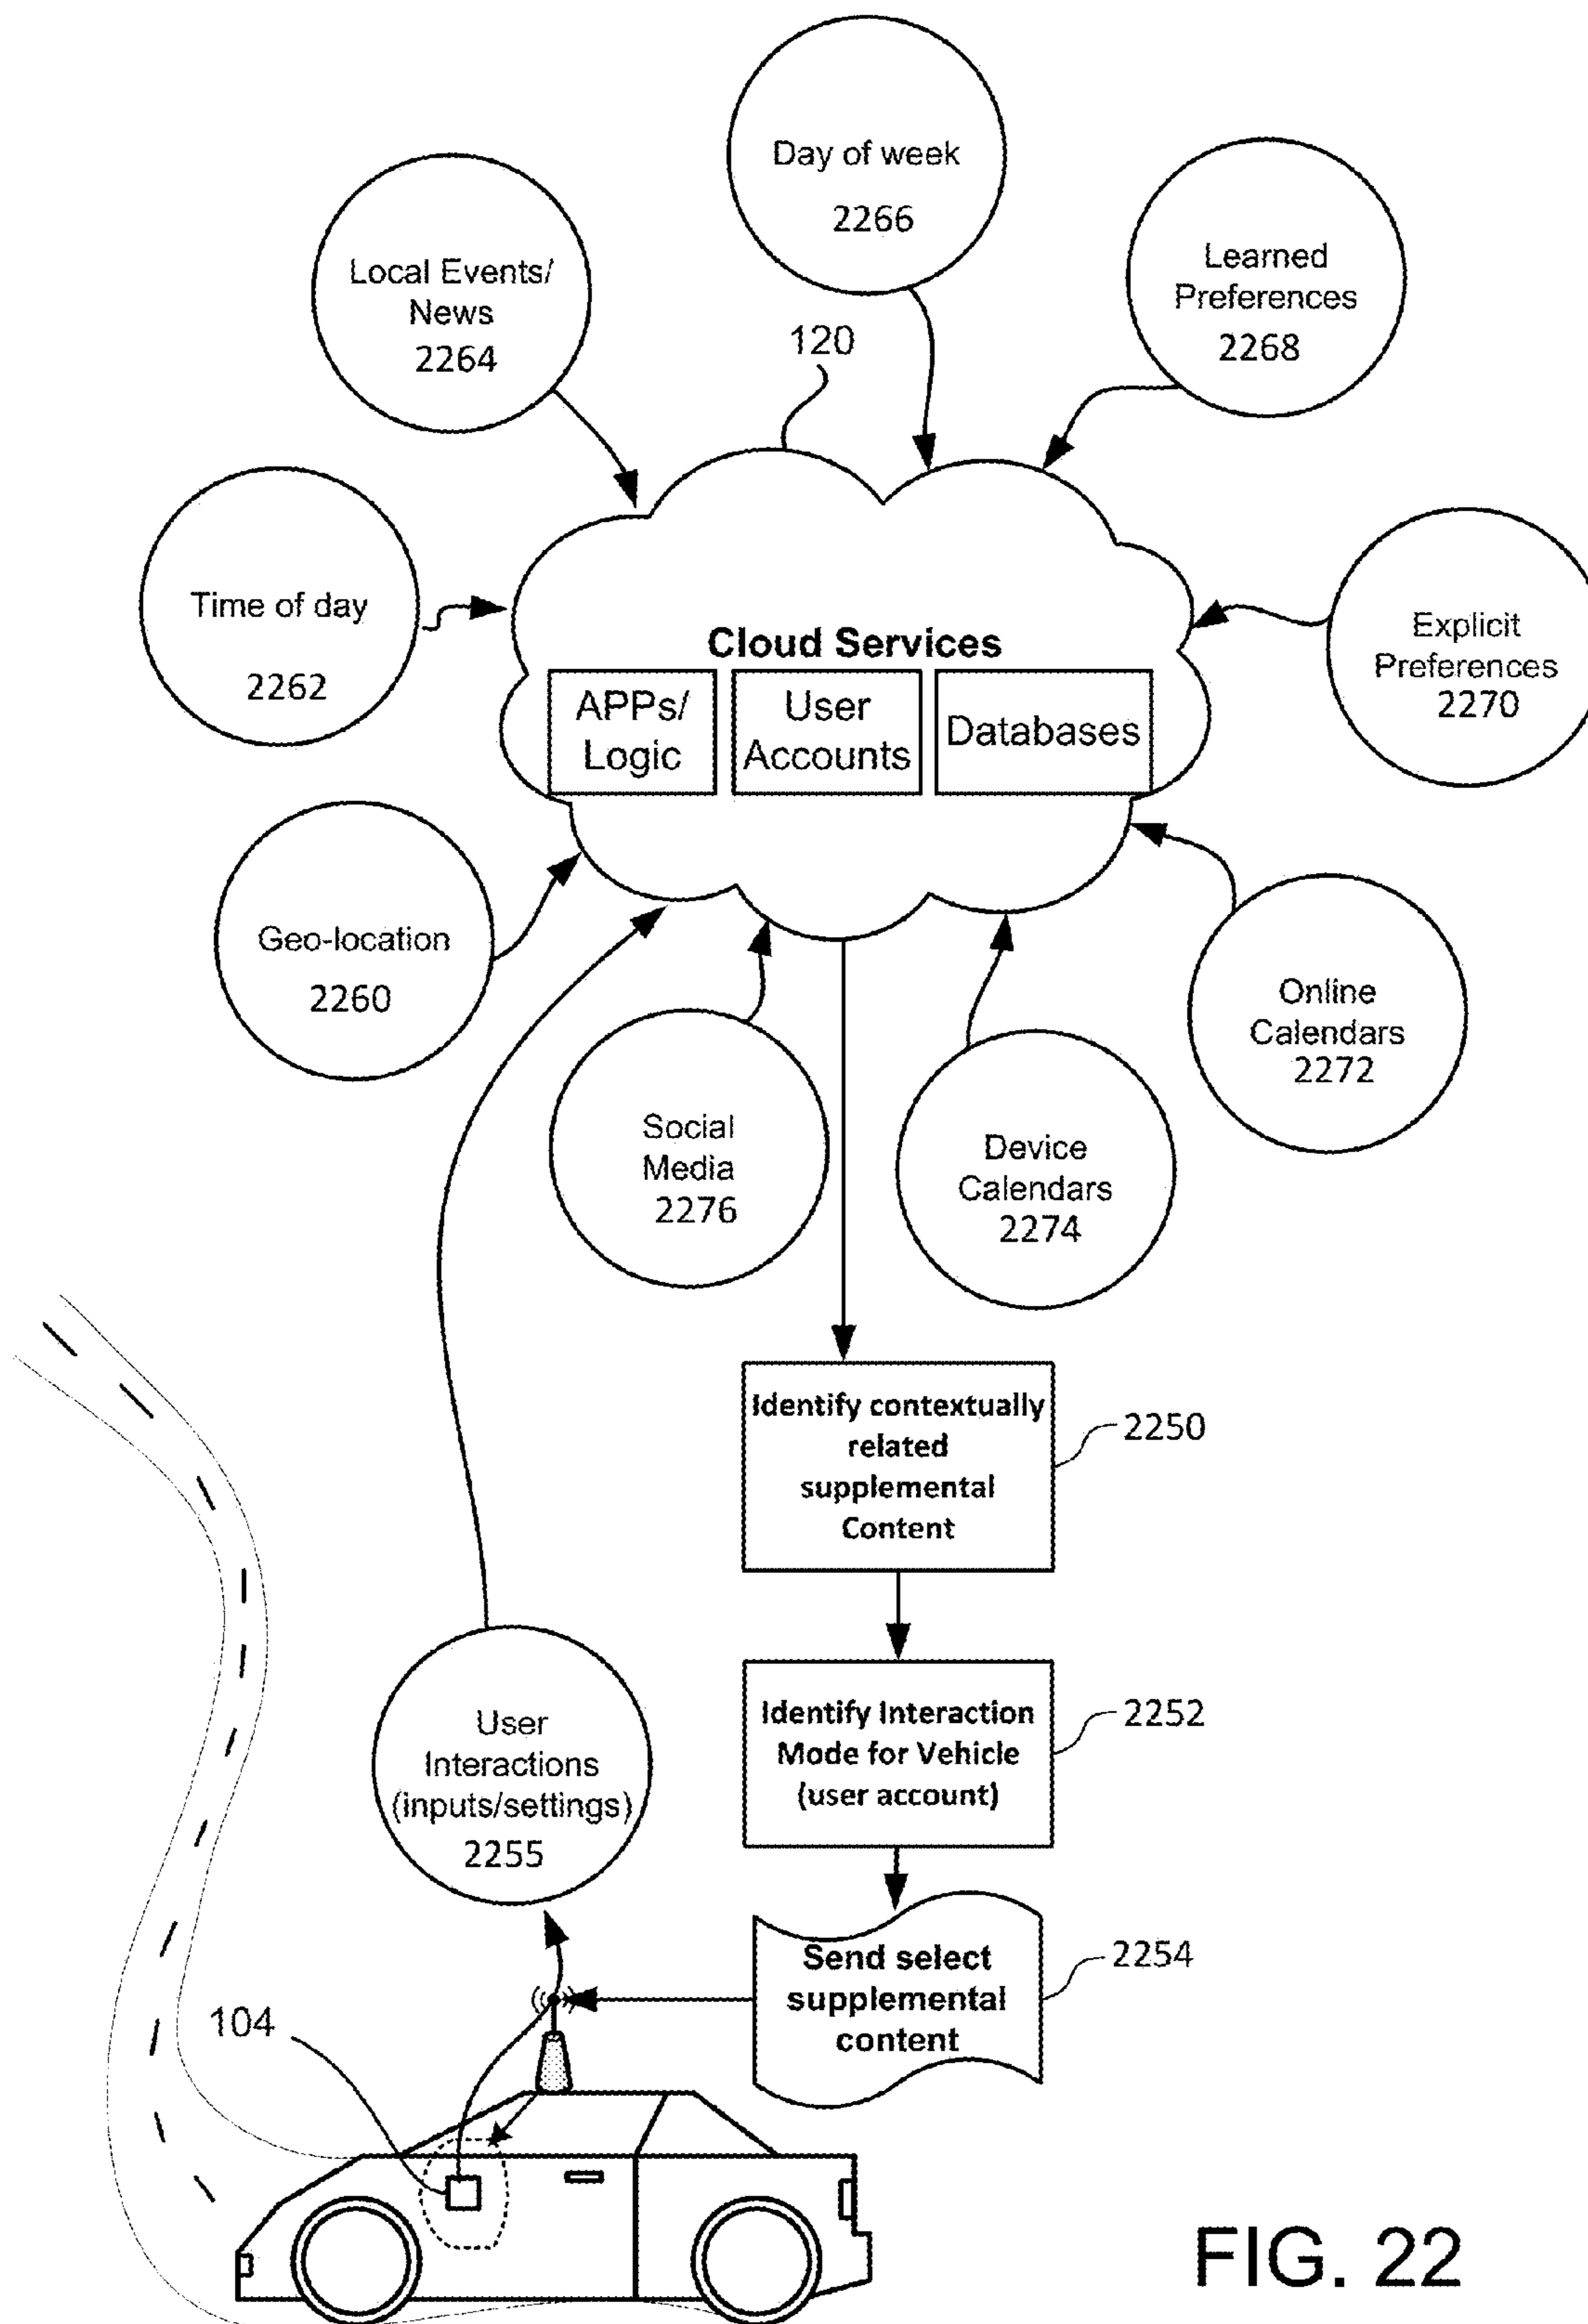 Day of week
2266
Local Events/
News
2264
Learned
Preferences
2268
120
Time of day
2262
Explicit
Preferences
2270
Cloud Services
APPs/
Logic
User
Accounts
Databases
Geo-location
2260
Online
Calendars
2272
Social
Media
2276
Device
Calendars
2274
Identify contextually
related
supplemental
Content
2250
Identify Interaction
Mode for Vehicle
(user account)
2252
User
Interactions
(inputs/settings)
2255
Send select
supplemental
content
2254
104
FIG. 22